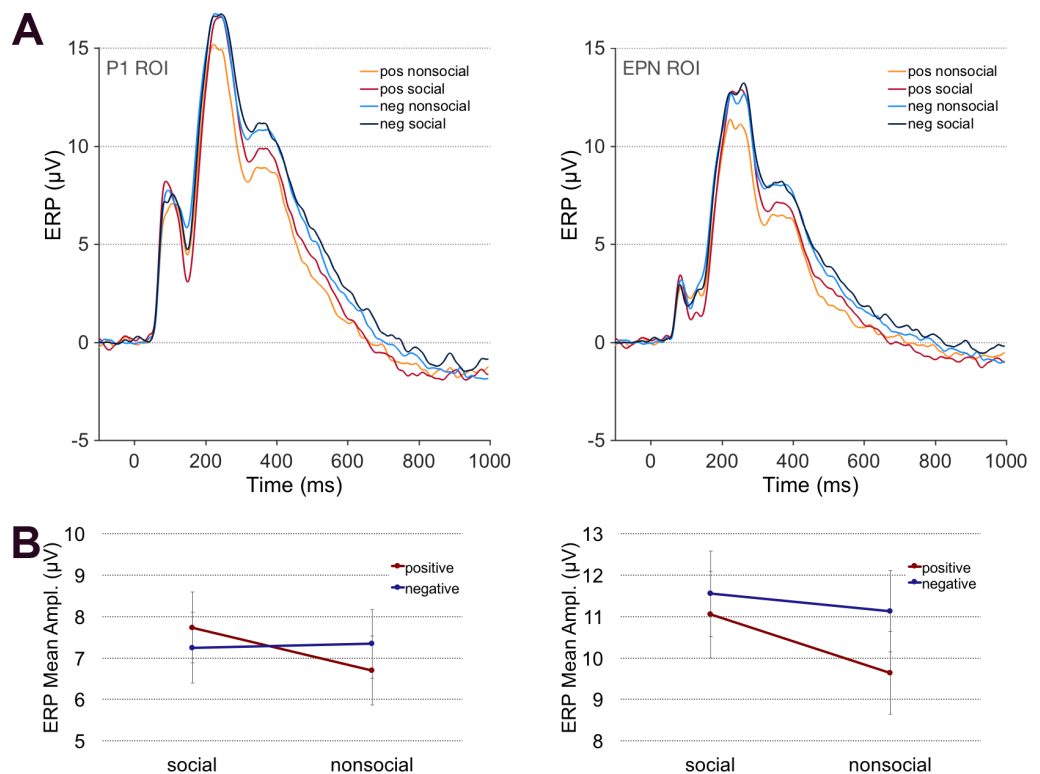 A
P1 ROI
pos nonsocial
pos social
neg nonsocial
neg social
ERP (µV)
15
10
5
0
-5
0 200 400 600 800 1000
Time (ms)
EPN ROI
pos nonsocial
pos social
neg nonsocial
neg social
ERP (µV)
15
10
5
0
-5
0 200 400 600 800 1000
Time (ms)
B
ERP Mean Ampl. (µV)
10
9
8
7
6
5
positive
negative
social nonsocial
ERP Mean Ampl. (µV)
13
12
11
10
9
8
positive
negative
social nonsocial